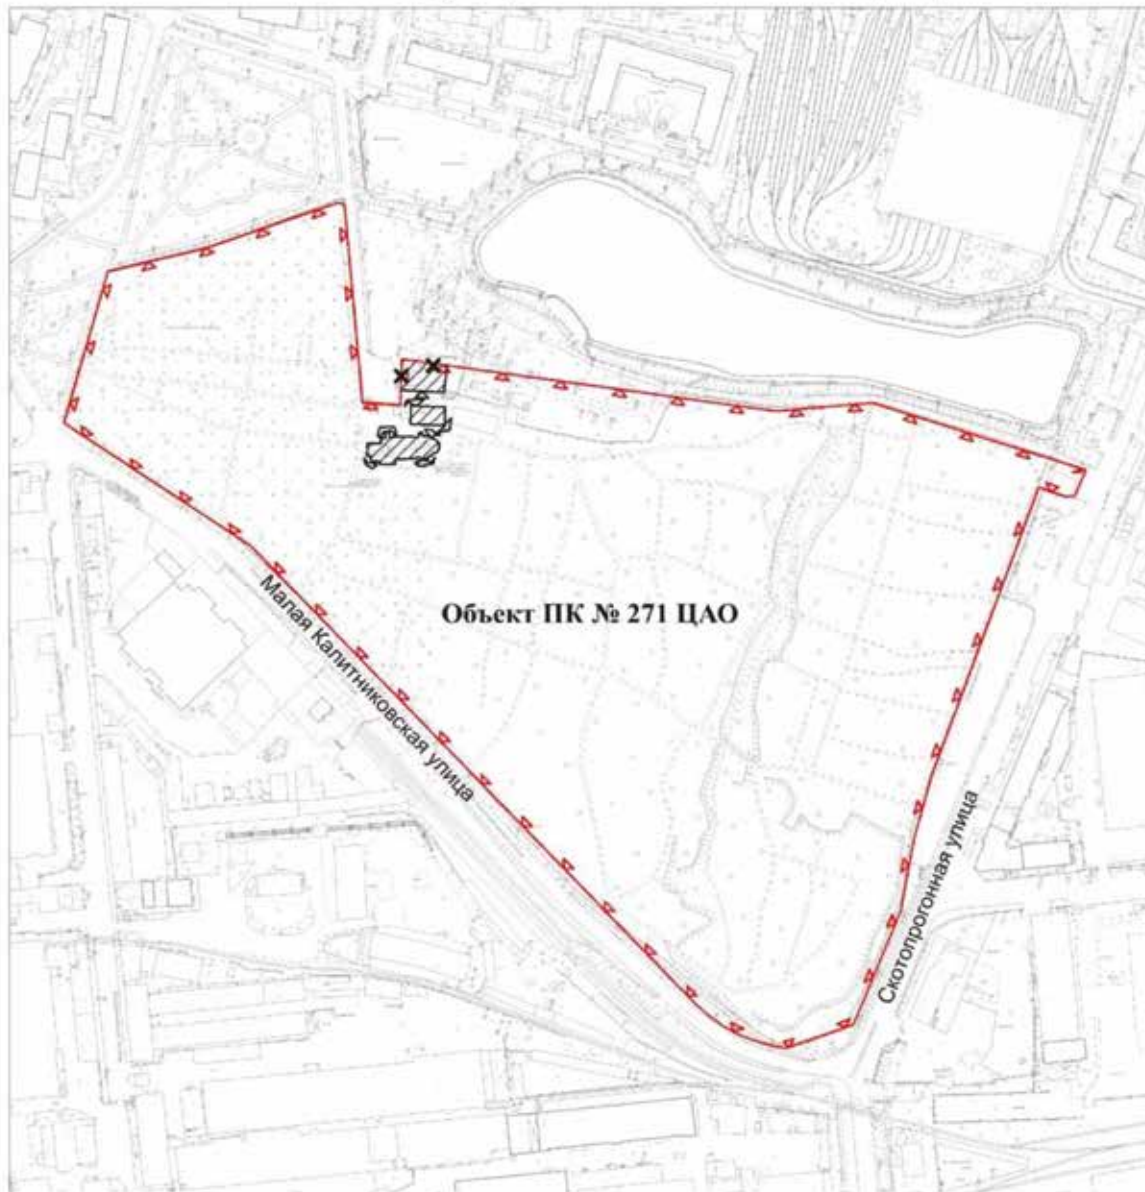 Объект ПК № 271 ЦАО
Малая Калитниковская улица
Скотопрогонная улица